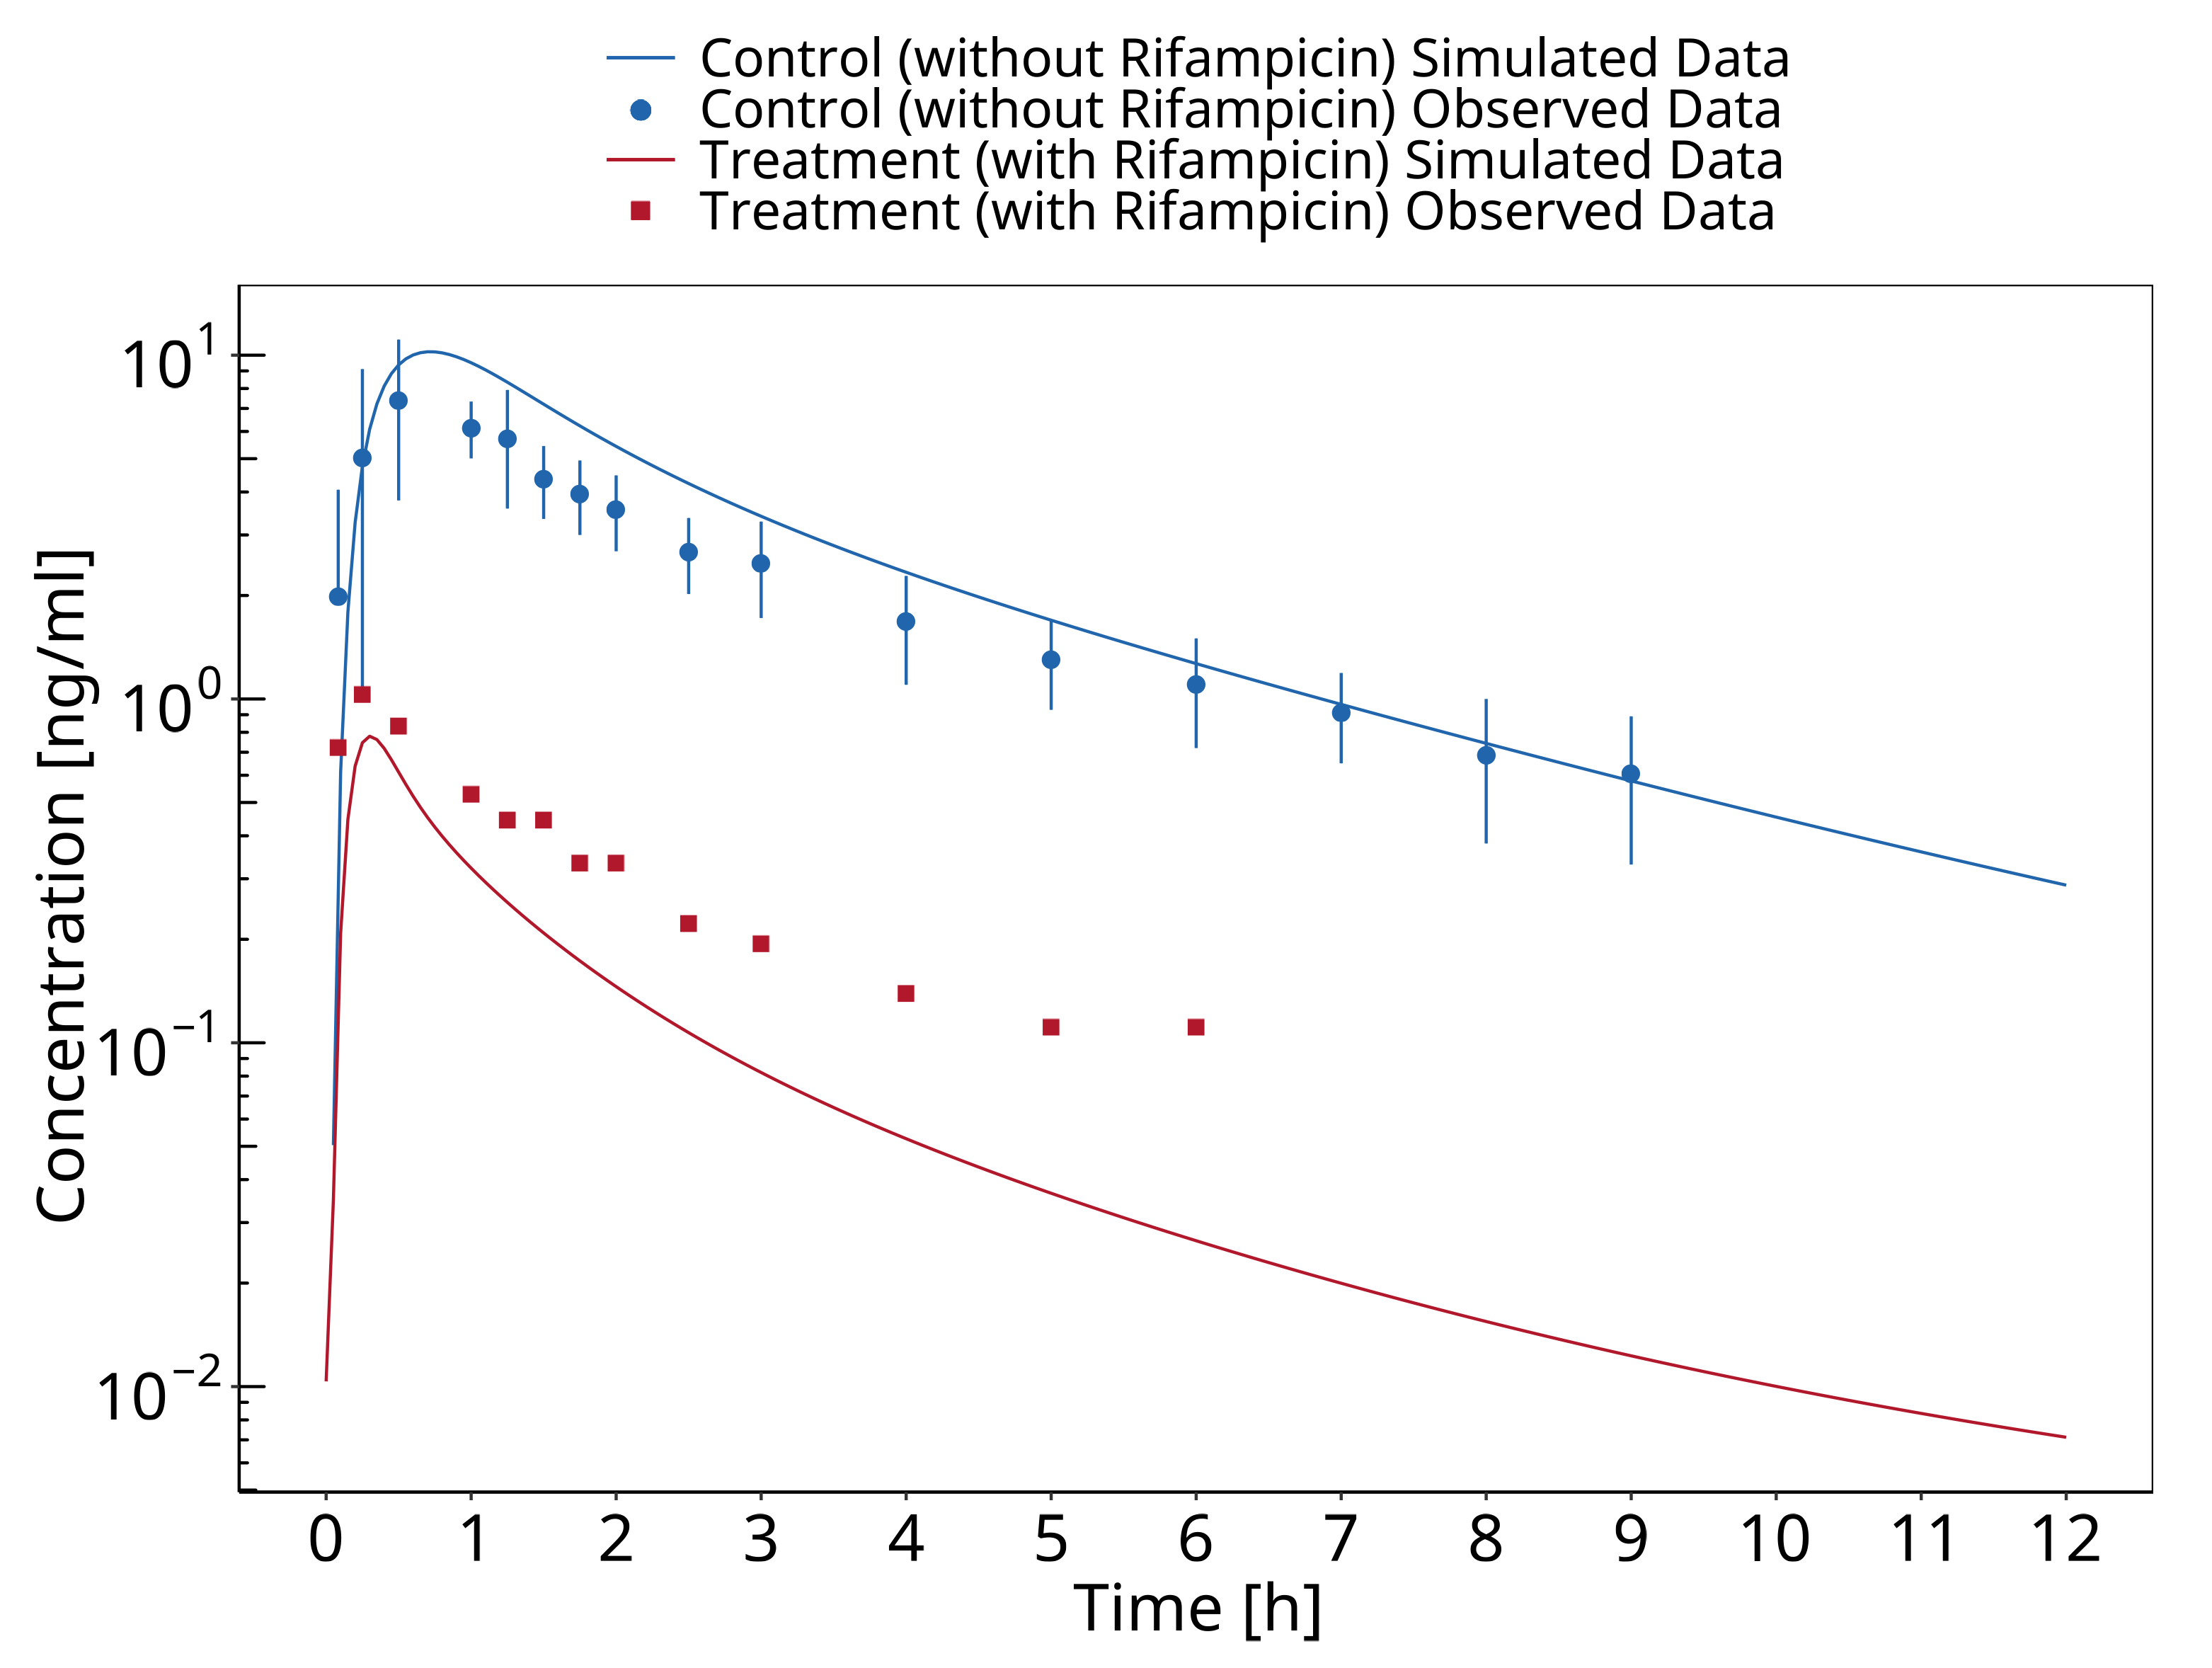 Control (without Rifampicin) Simulated Data
Control (without Rifampicin) Observed Data
Treatment (with Rifampicin) Simulated Data
Treatment (with Rifampicin) Observed Data
Concentration [ng/ml]
10^1
10^0
10^−1
10^−2
0 1 2 3 4 5 6 7 8 9 10 11 12
Time [h]